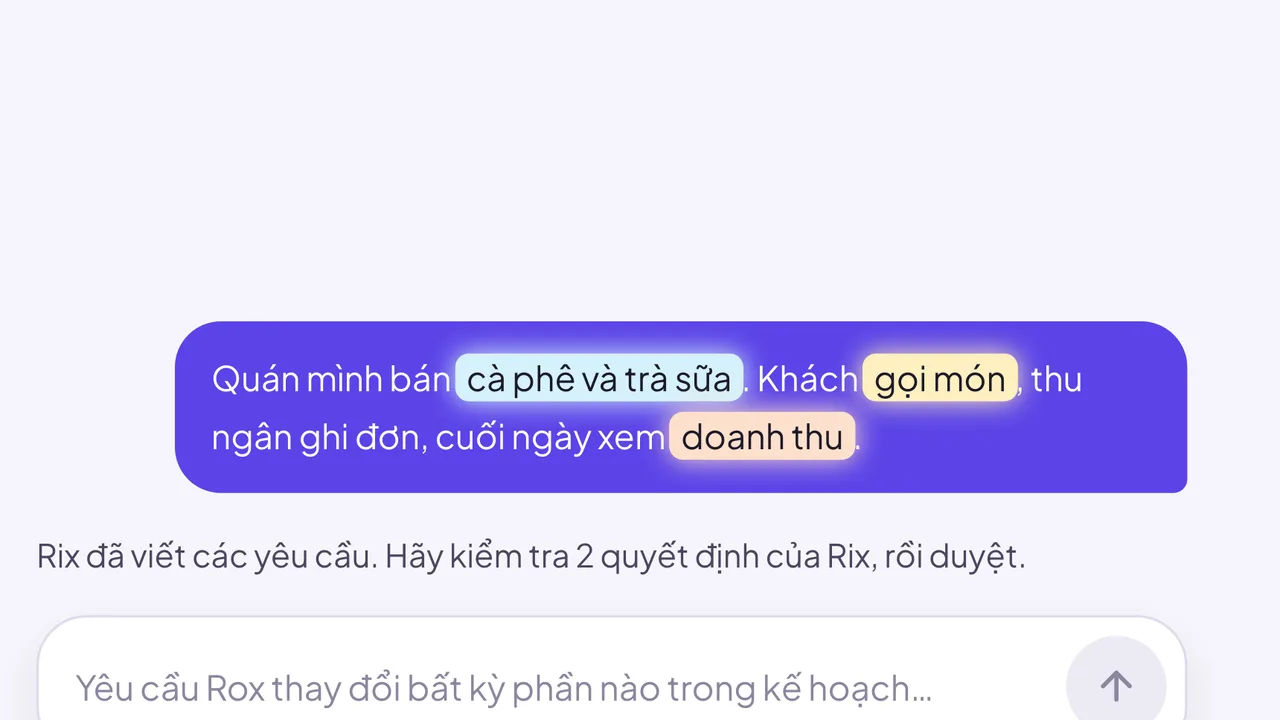 Quán mình bán cà phê và trà sữa. Khách gọi món, thu
ngân ghi đơn, cuối ngày xem doanh thu.
Rix đã viết các yêu cầu. Hãy kiểm tra 2 quyết định của Rix, rồi duyệt.
Yêu cầu Rox thay đổi bất kỳ phần nào trong kế hoạch...